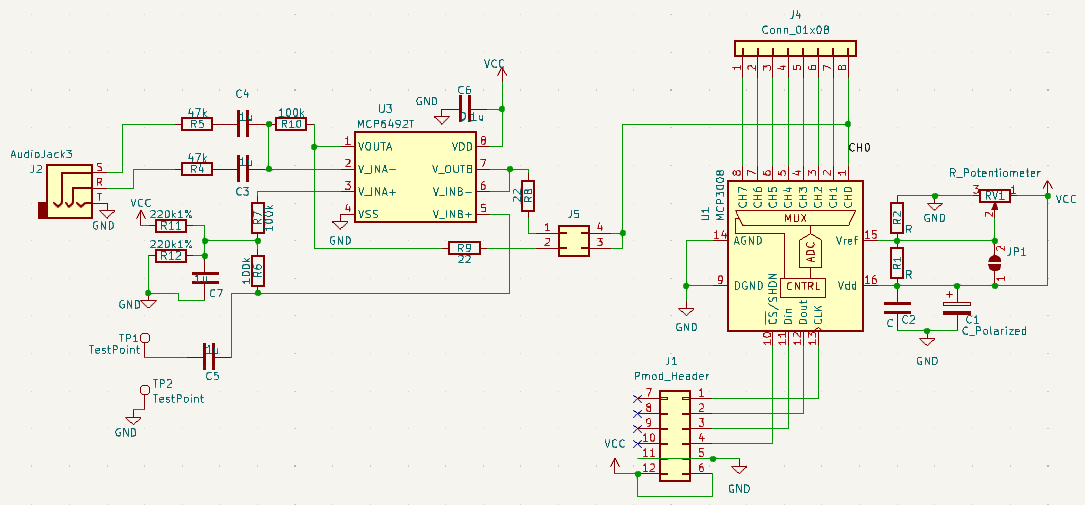 J4
Conn_01x08
1 2 3 4 5 6 7 8
VCC
C6
GND
0.1u
C4
1u
47k
R5
100k
R10
U3
MCP6492T
1 VOUTA
VDD 8
2 V_INA-
V_OUTB 7
3 V_INA+
V_INB- 6
4 VSS
V_INB+ 5
GND
AudioJack3
J2
S
R
T
GND
47k
R4
1u
C3
VCC
220k1%
R11
220k1%
R12
R7
100k
R6
100k
1u
C7
GND
22
R8
J5
1 4
2 3
R9
22
TP1
TestPoint
1u
C5
TP2
TestPoint
GND
CH0
U1
MCP3008
8 7 6 5 4 3 2 1
CH7 CH6 CH5 CH4 CH3 CH2 CH1 CH0
MUX
ADC
CNTRL
14 AGND
9 DGND
Vref 15
Vdd 16
CS/SHDN Din Dout CLK
10 11 12 13
GND
R_Potentiometer
3 RV1 1
2
GND
VCC
R2
R
R1
R
JP1
2
1
C2
C
C1
C_Polarized
+
GND
J1
Pmod_Header
7 1
8 2
9 3
10 4
11 5
12 6
VCC
GND